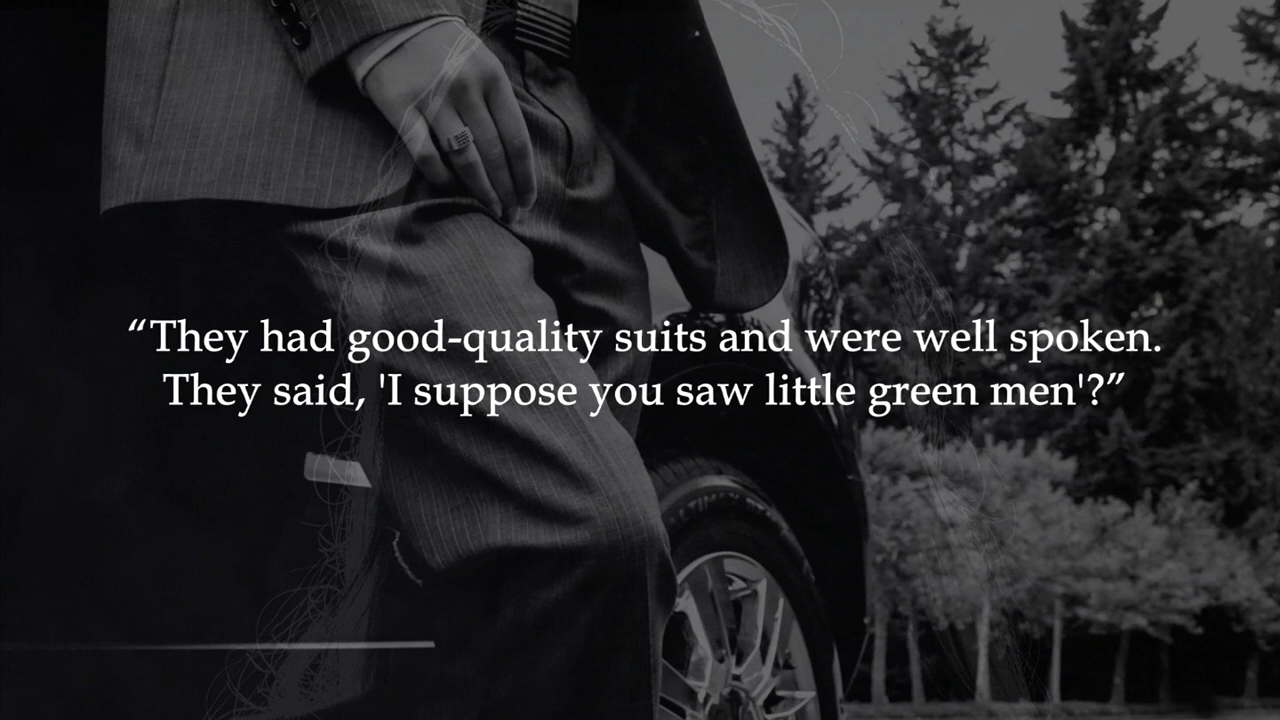 “They had good-quality suits and were well spoken.
They said, 'I suppose you saw little green men'?”